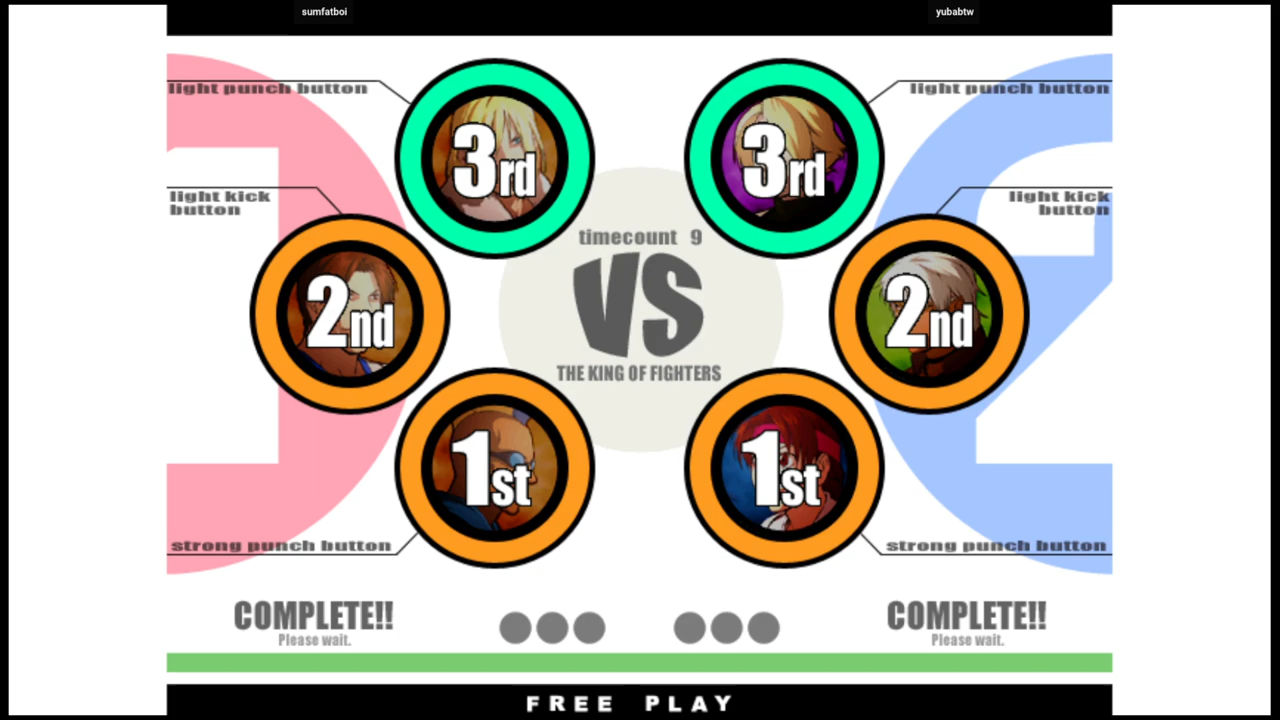 sumfatboi
yubabtw
light punch button
light punch button
3rd
3rd
light kick
button
light kick
button
timecount 9
VS
THE KING OF FIGHTERS
2nd
2nd
1
2
1st
1st
strong punch button
strong punch button
COMPLETE!!
Please wait.
COMPLETE!!
Please wait.
FREE PLAY